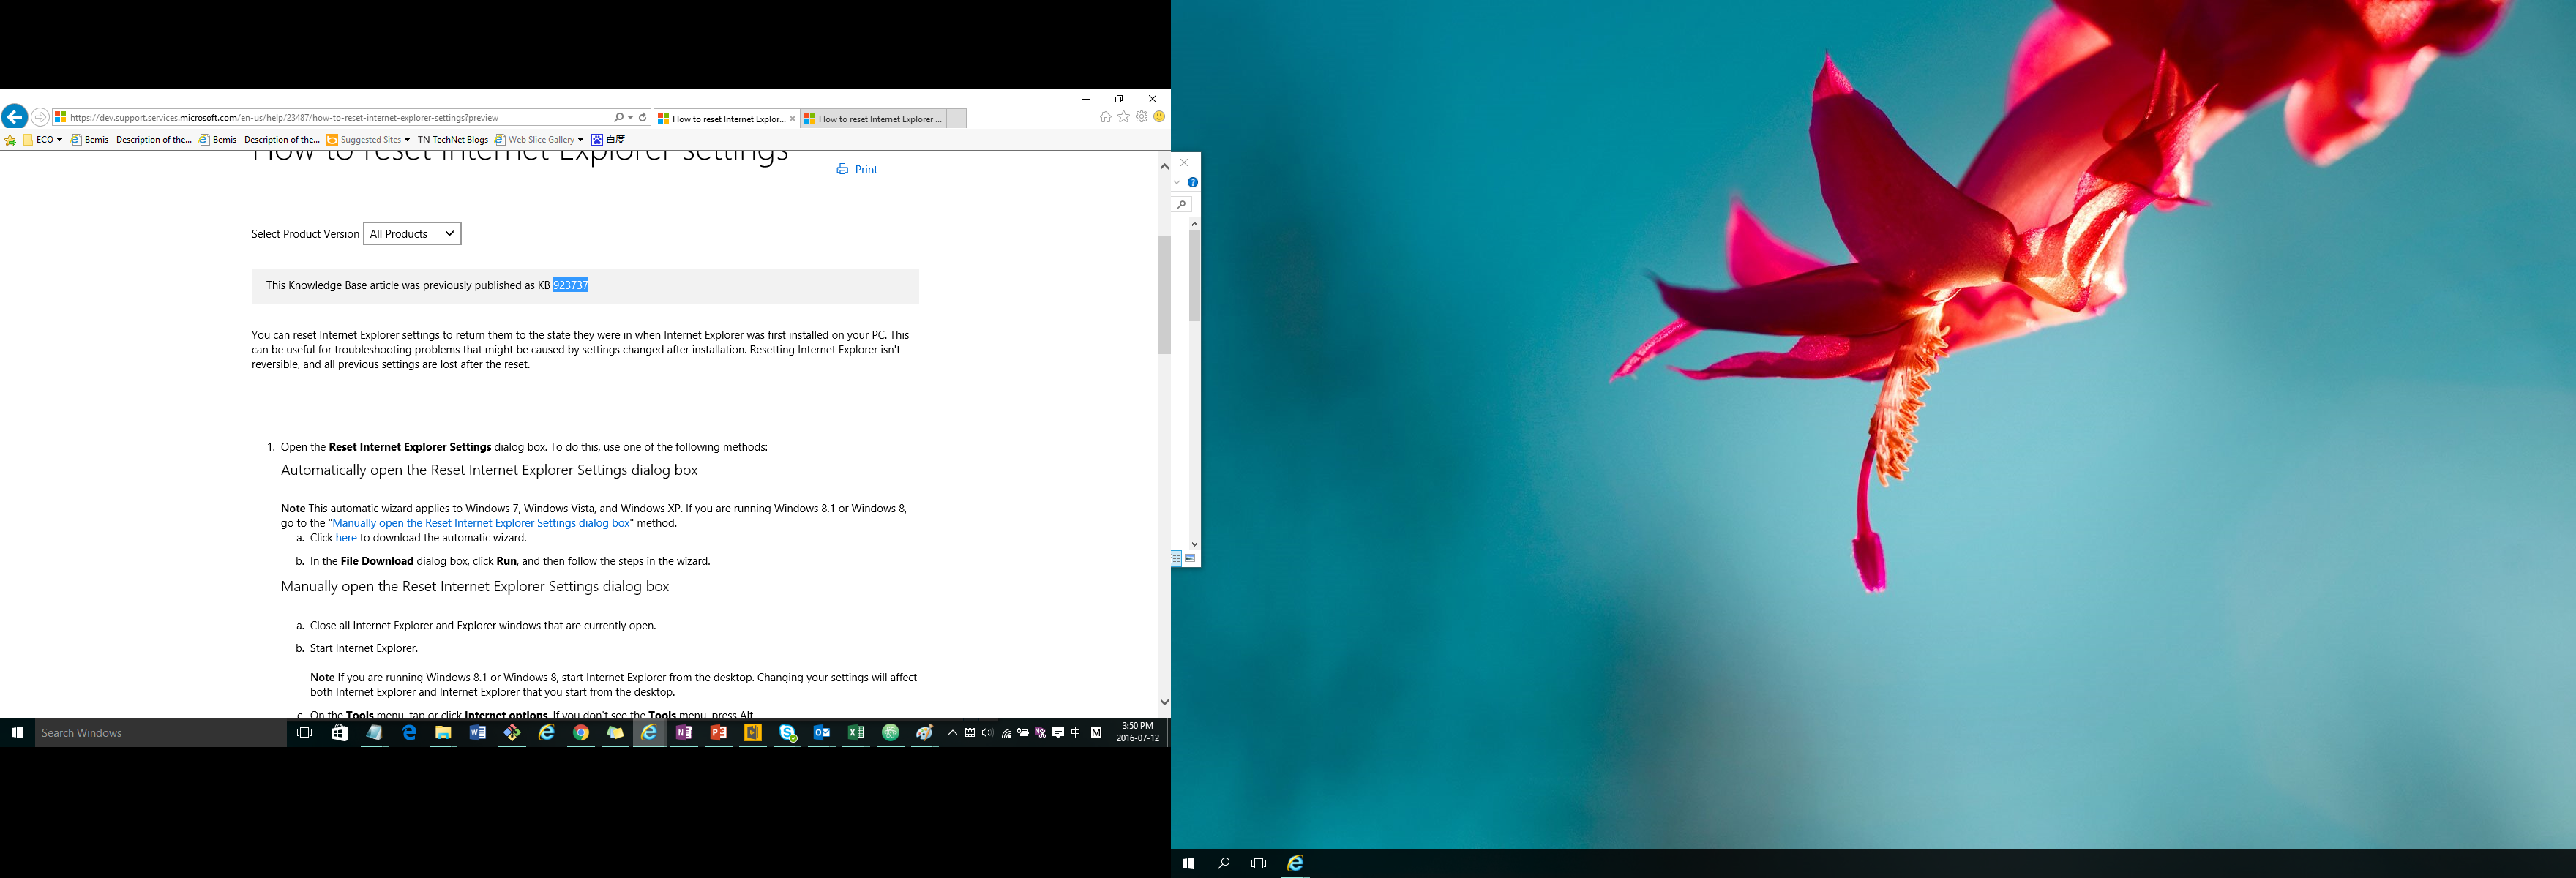 https://dev.support.services.microsoft.com/en-us/help/23487/how-to-reset-internet-explorer-settings?preview
How to reset Internet Explor...
How to reset Internet Explorer ...
ECO
Bemis - Description of the...
Bemis - Description of the...
Suggested Sites
TN TechNet Blogs
Web Slice Gallery
百度
How to reset Internet Explorer settings
Email
Print
Select Product Version All Products
This Knowledge Base article was previously published as KB 923737
You can reset Internet Explorer settings to return them to the state they were in when Internet Explorer was first installed on your PC. This
can be useful for troubleshooting problems that might be caused by settings changed after installation. Resetting Internet Explorer isn't
reversible, and all previous settings are lost after the reset.
1. Open the Reset Internet Explorer Settings dialog box. To do this, use one of the following methods:
Automatically open the Reset Internet Explorer Settings dialog box
Note This automatic wizard applies to Windows 7, Windows Vista, and Windows XP. If you are running Windows 8.1 or Windows 8,
go to the "Manually open the Reset Internet Explorer Settings dialog box" method.
a. Click here to download the automatic wizard.
b. In the File Download dialog box, click Run, and then follow the steps in the wizard.
Manually open the Reset Internet Explorer Settings dialog box
a. Close all Internet Explorer and Explorer windows that are currently open.
b. Start Internet Explorer.
Note If you are running Windows 8.1 or Windows 8, start Internet Explorer from the desktop. Changing your settings will affect
both Internet Explorer and Internet Explorer that you start from the desktop.
c. On the Tools menu, tap or click Internet options. If you don't see the Tools menu, press Alt.
Search Windows
中
M
3:50 PM
2016-07-12